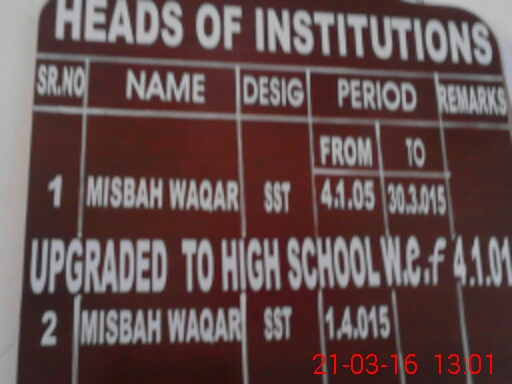 HEADS OF INSTITUTIONS
SR.NO NAME DESIG PERIOD REMARKS
FROM TO
1 MISBAH WAQAR SST 4.1.05 30.3.015
UPGRADED TO HIGH SCHOOL W.e.f 4.1.01
2 MISBAH WAQAR SST 1.4.015
21-03-16 13:01